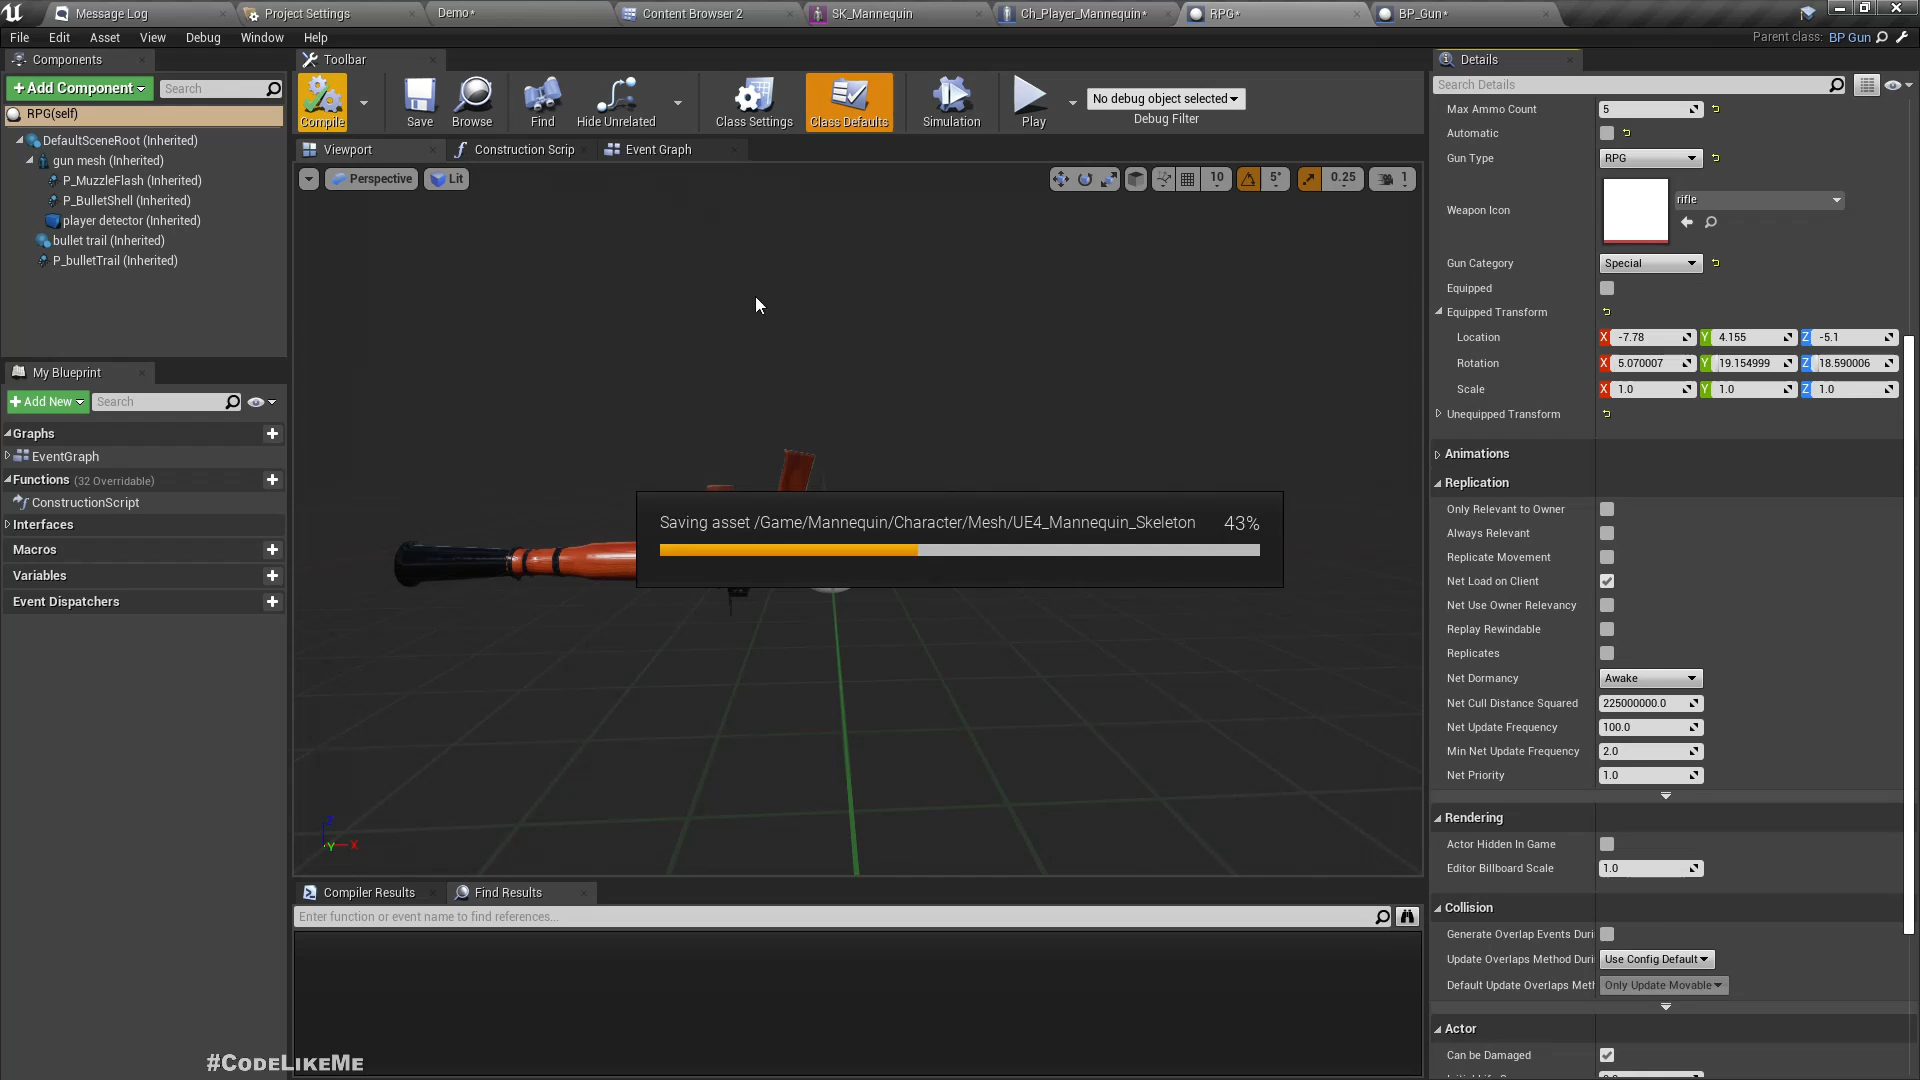 Message Log
Project Settings
Demo*
Content Browser 2
SK_Mannequin
Ch_Player_Mannequin*
RPG*
BP_Gun*
File Edit Asset View Debug Window Help
Parent class: BP Gun
Components
Toolbar
Details
+Add Component
Search
Search Details
RPG(self)
DefaultSceneRoot (Inherited)
gun mesh (Inherited)
P_MuzzleFlash (Inherited)
P_BulletShell (Inherited)
player detector (Inherited)
bullet trail (Inherited)
P_bulletTrail (Inherited)
Compile
Save
Browse
Find
Hide Unrelated
Class Settings
Class Defaults
Simulation
Play
No debug object selected
Debug Filter
Viewport
Construction Scrip
Event Graph
Perspective
Lit
10
5°
0.25
1
My Blueprint
+Add New
Search
Graphs
EventGraph
Functions (32 Overridable)
ConstructionScript
Interfaces
Macros
Variables
Event Dispatchers
Saving asset /Game/Mannequin/Character/Mesh/UE4_Mannequin_Skeleton 43%
Z
Y
X
Compiler Results
Find Results
Enter function or event name to find references...
Max Ammo Count 5
Automatic
Gun Type RPG
Weapon Icon rifle
Gun Category Special
Equipped
Equipped Transform
Location X -7.78 Y 4.155 Z -5.1
Rotation X 5.070007 Y 19.154999 Z 18.590006
Scale X 1.0 Y 1.0 Z 1.0
Unequipped Transform
Animations
Replication
Only Relevant to Owner
Always Relevant
Replicate Movement
Net Load on Client
Net Use Owner Relevancy
Replay Rewindable
Replicates
Net Dormancy Awake
Net Cull Distance Squared 225000000.0
Net Update Frequency 100.0
Min Net Update Frequency 2.0
Net Priority 1.0
Rendering
Actor Hidden In Game
Editor Billboard Scale 1.0
Collision
Generate Overlap Events Duri
Update Overlaps Method Duri Use Config Default
Default Update Overlaps Meth Only Update Movable
Actor
Can be Damaged
#CodeLikeMe